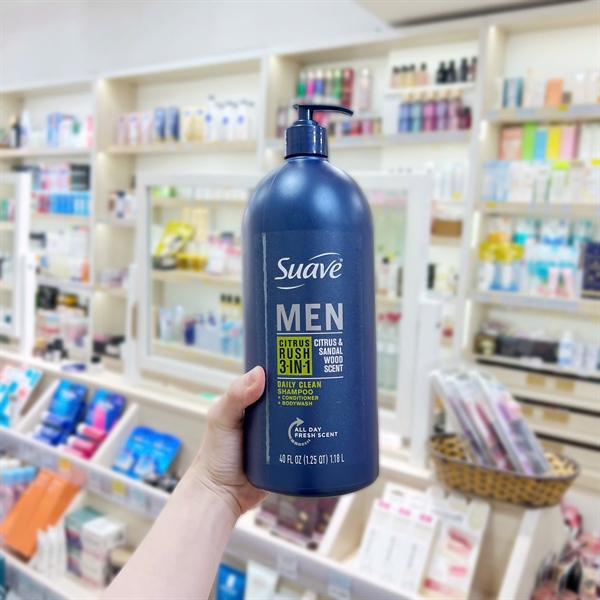 Suave
MEN
CITRUS
RUSH
3-IN-1
CITRUS &
SANDAL
WOOD
SCENT
DAILY CLEAN
SHAMPOO
+ CONDITIONER
+ BODYWASH
ALL DAY
FRESH SCENT
40 FL OZ (1.25 QT) 1.18 L